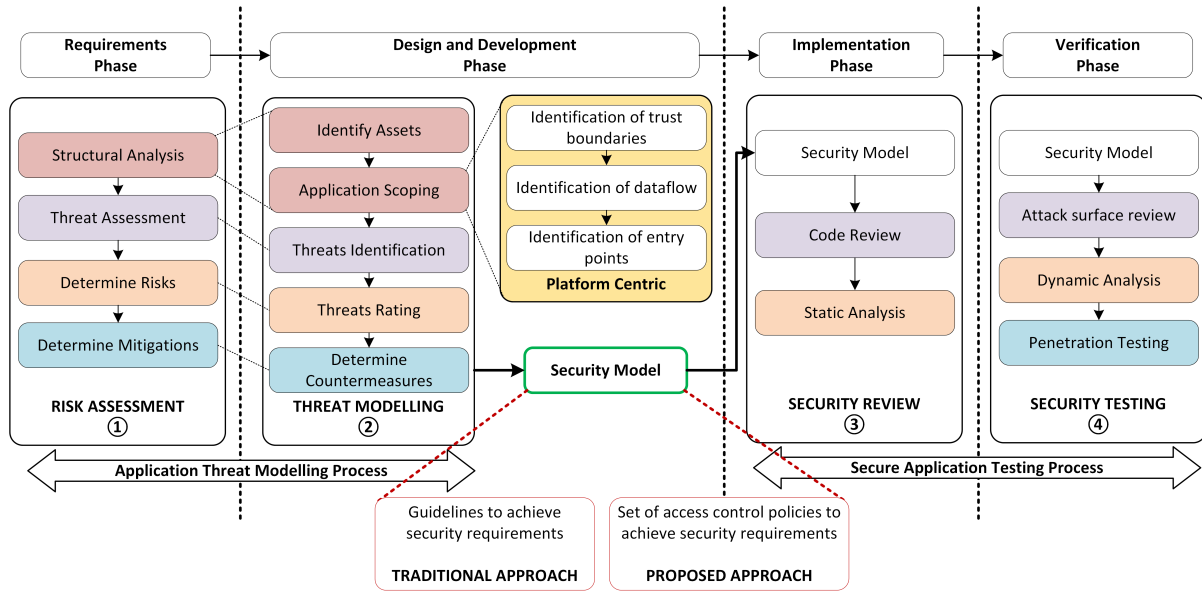 Requirements
Phase
Design and Development
Phase
Implementation
Phase
Verification
Phase
Structural Analysis
Threat Assessment
Determine Risks
Determine Mitigations
RISK ASSESSMENT
①
Identify Assets
Application Scoping
Threats Identification
Threats Rating
Determine
Countermeasures
THREAT MODELLING
②
Identification of trust
boundaries
Identification of dataflow
Identification of entry
points
Platform Centric
Security Model
Security Model
Code Review
Static Analysis
SECURITY REVIEW
③
Security Model
Attack surface review
Dynamic Analysis
Penetration Testing
SECURITY TESTING
④
Application Threat Modelling Process
Secure Application Testing Process
Guidelines to achieve
security requirements
TRADITIONAL APPROACH
Set of access control policies to
achieve security requirements
PROPOSED APPROACH